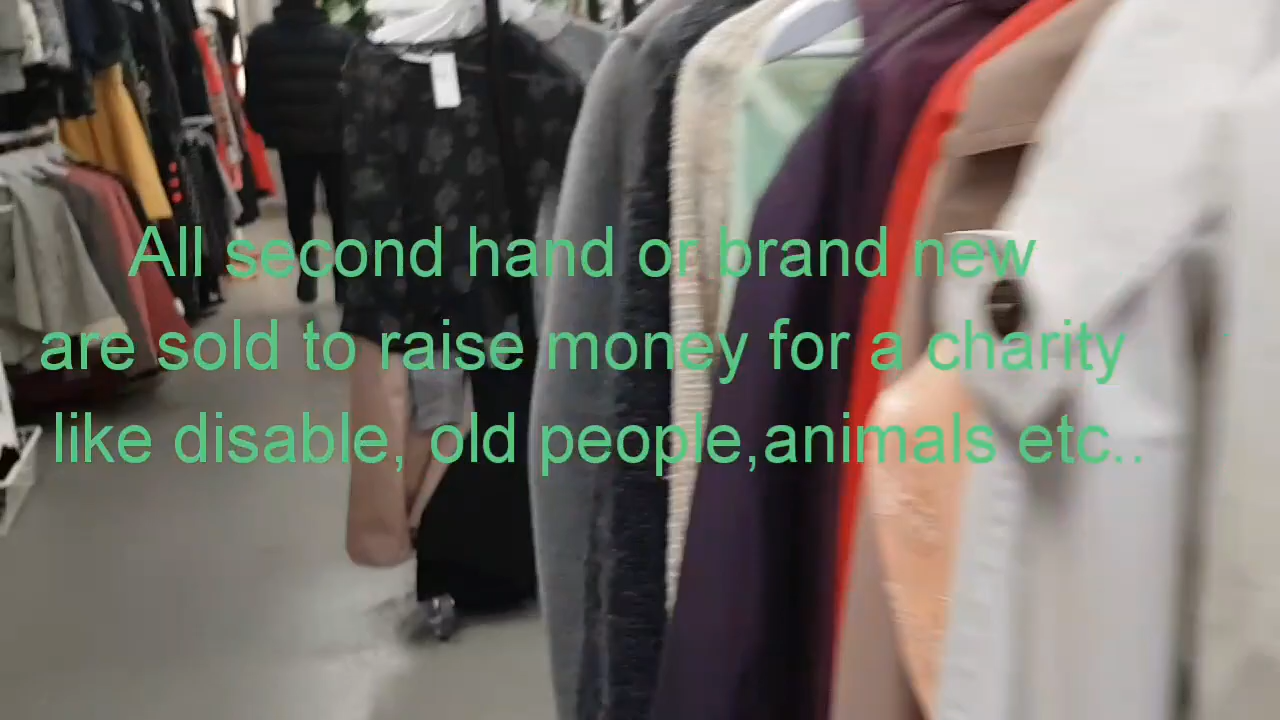 All second hand or brand new
are sold to raise money for a charity
like disable, old people,animals etc..